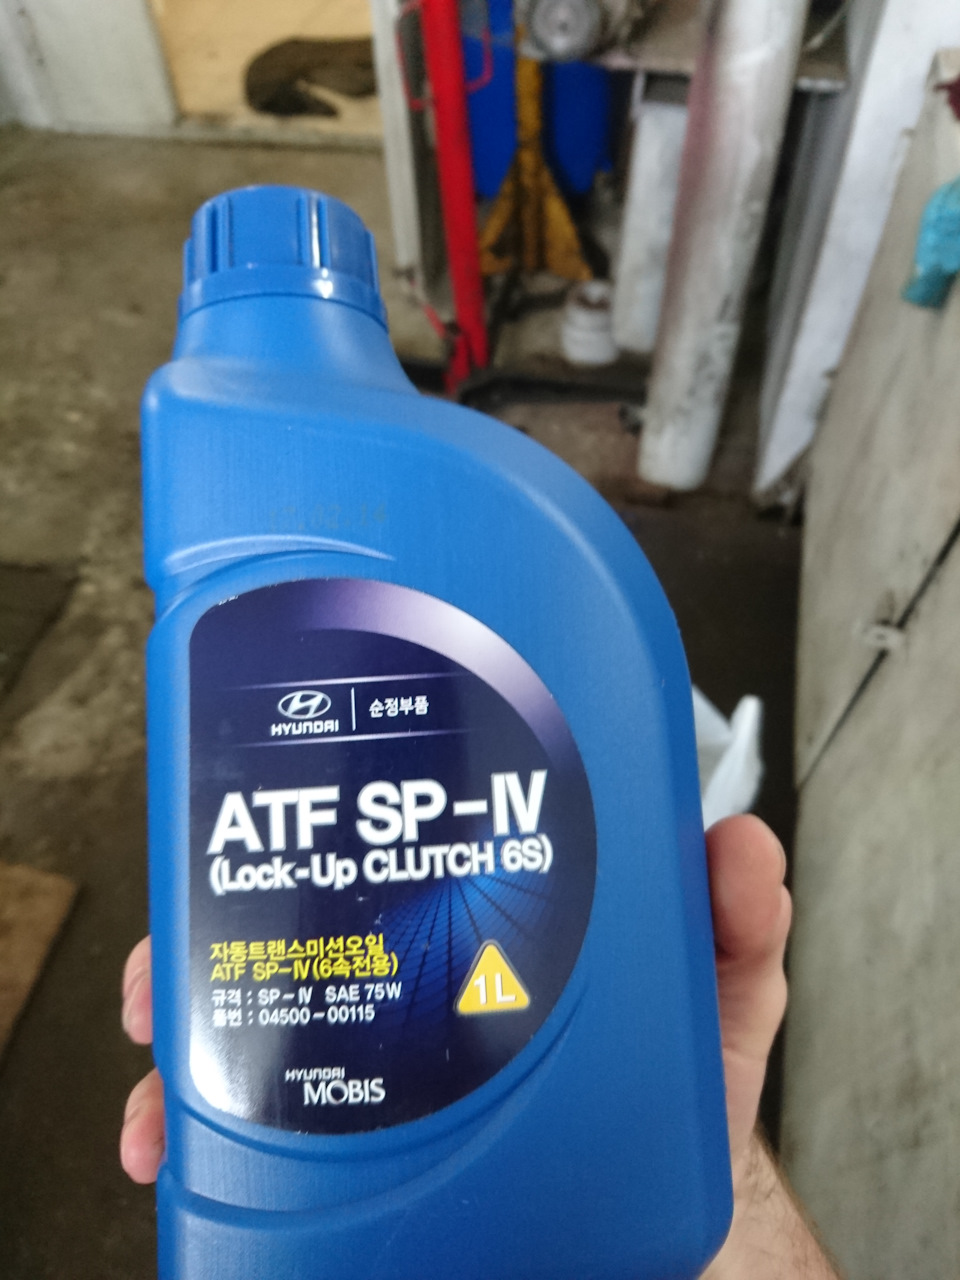 HYUNDAI 순정부품
ATF SP-IV
(Lock-Up CLUTCH 6S)
자동트랜스미션오일
ATF SP-IV(6속전용)
규격 : SP-IV SAE 75W
품번 : 04500-00115
1L
HYUNDAI
MOBIS